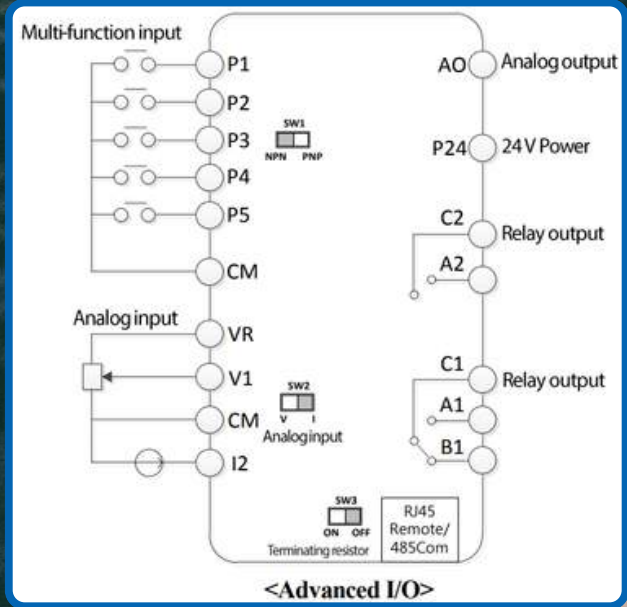 Multi-function input
P1
P2
P3
P4
P5
CM
SW1
NPN PNP
Analog input
VR
V1
CM
I2
SW2
V I
Analog input
SW3
ON OFF
Terminating resistor
RJ45
Remote/
485Com
AO Analog output
P24 24 V Power
C2
Relay output
A2
C1
Relay output
A1
B1
<Advanced I/O>